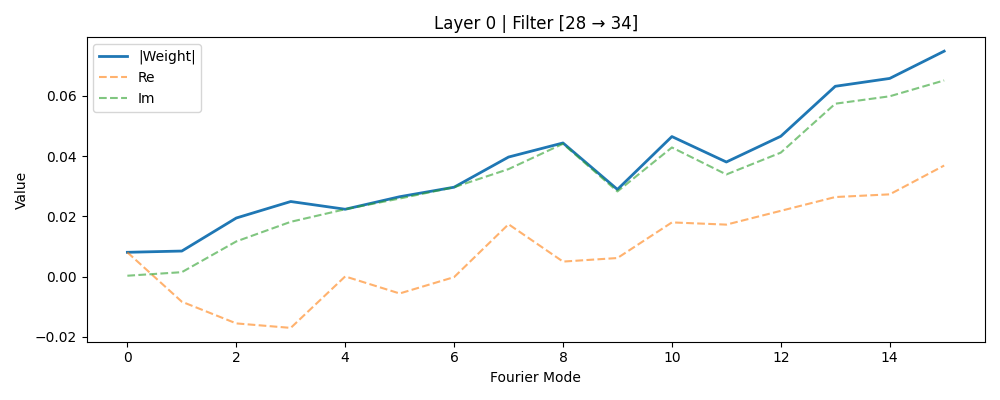 Layer 0 | Filter [28 → 34]
|Weight|
Re
Im
Value
0.06
0.04
0.02
0.00
−0.02
0 2 4 6 8 10 12 14
Fourier Mode